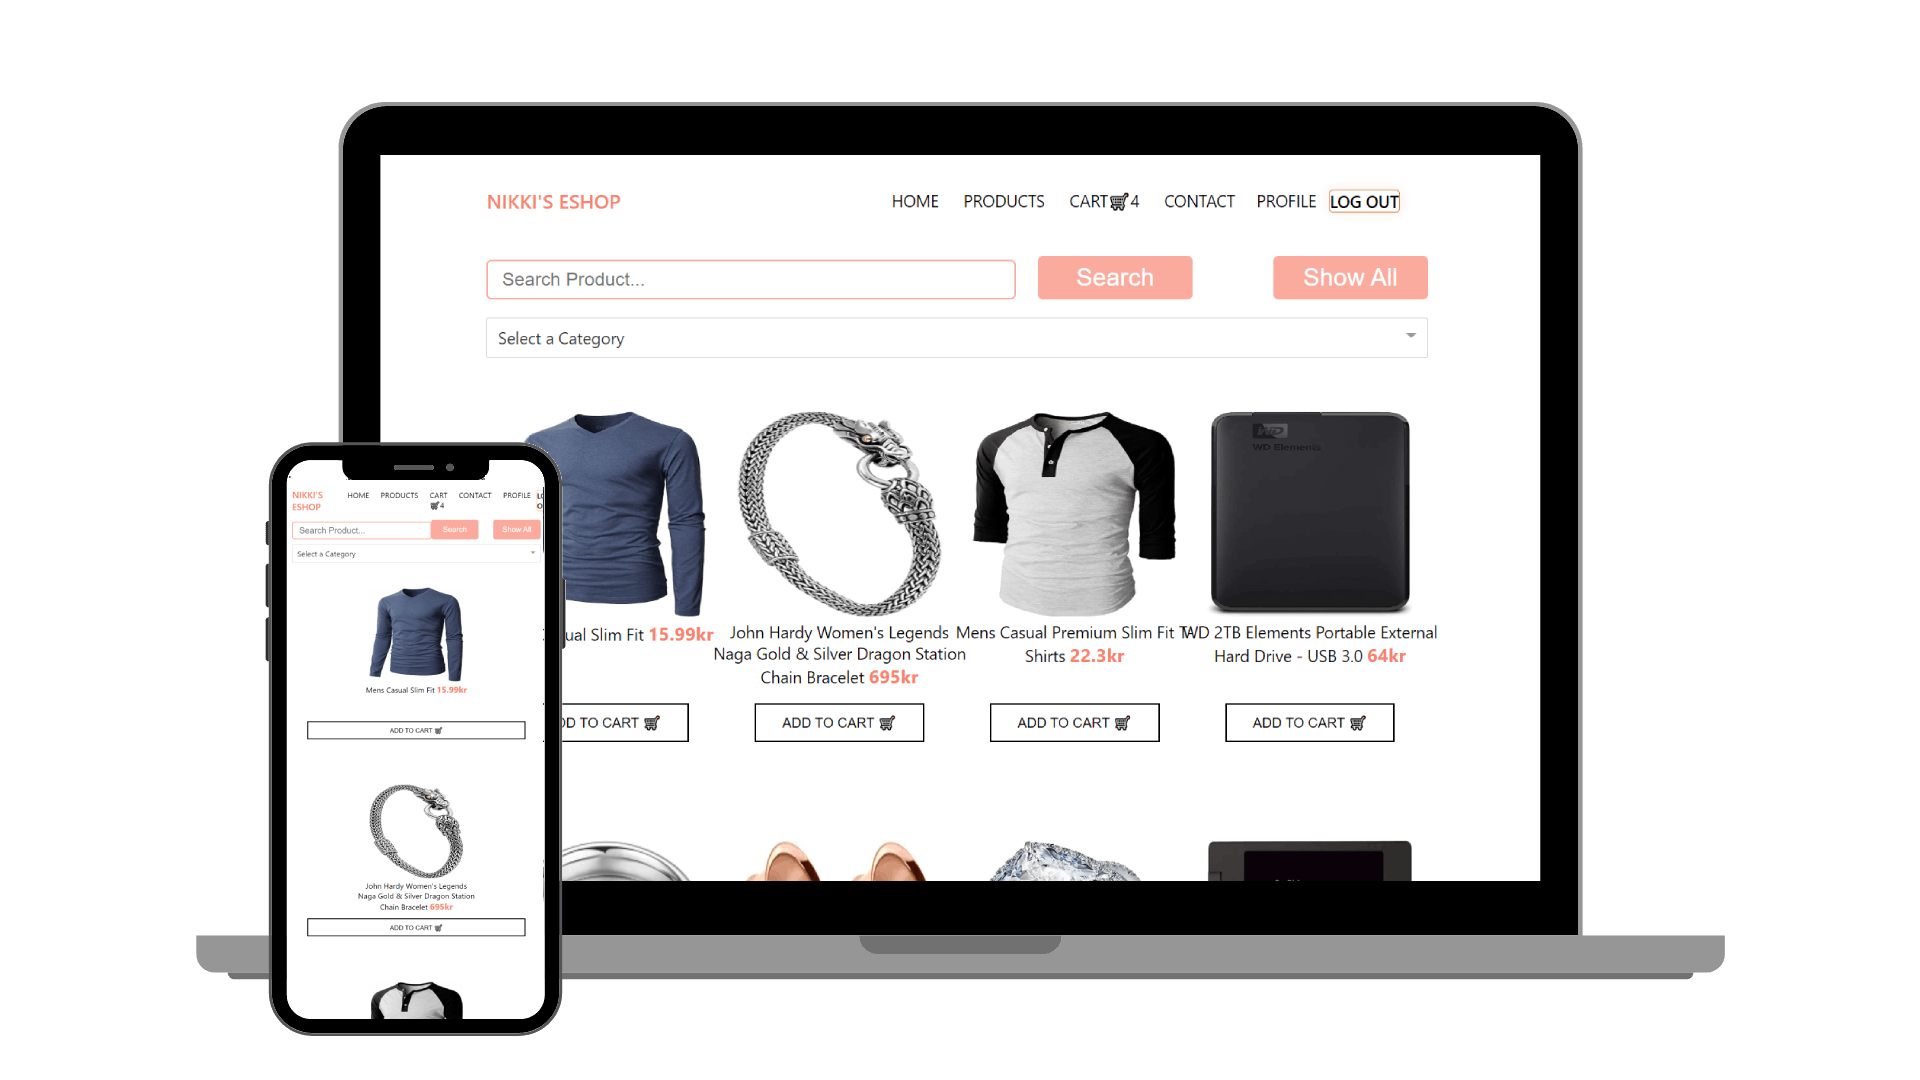 NIKKI'S ESHOP
HOME PRODUCTS CART 4 CONTACT PROFILE LOG OUT
Search Product... Search Show All
Select a Category
WD
WD Elements
ual Slim Fit 15.99kr
John Hardy Women's Legends
Naga Gold & Silver Dragon Station
Chain Bracelet 695kr
Mens Casual Premium Slim Fit T
Shirts 22.3kr
WD 2TB Elements Portable External
Hard Drive - USB 3.0 64kr
DD TO CART
ADD TO CART
ADD TO CART
ADD TO CART
NIKKI'S
ESHOP
HOME PRODUCTS CART
4
CONTACT PROFILE
Search Product... Search Show All
Select a Category
Mens Casual Slim Fit 15.99kr
ADD TO CART
John Hardy Women's Legends
Naga Gold & Silver Dragon Station
Chain Bracelet 695kr
ADD TO CART